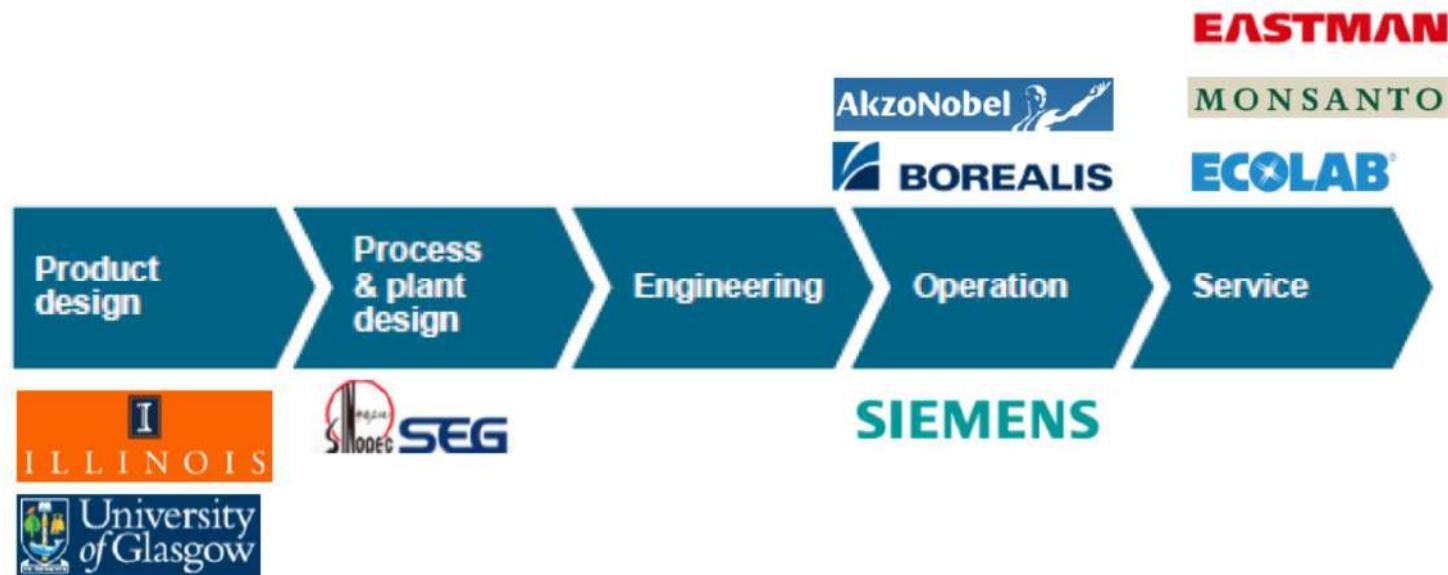 EASTMAN
AkzoNobel
MONSANTO
BOREALIS
ECOLAB®
Product
design
Process
& plant
design
Engineering
Operation
Service
I
ILLINOIS
SINOPEC SEG
SIEMENS
University
of Glasgow